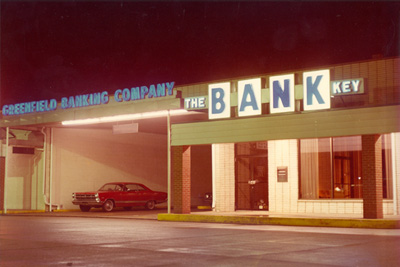 GREENFIELD BANKING COMPANY
THE BANK KEY